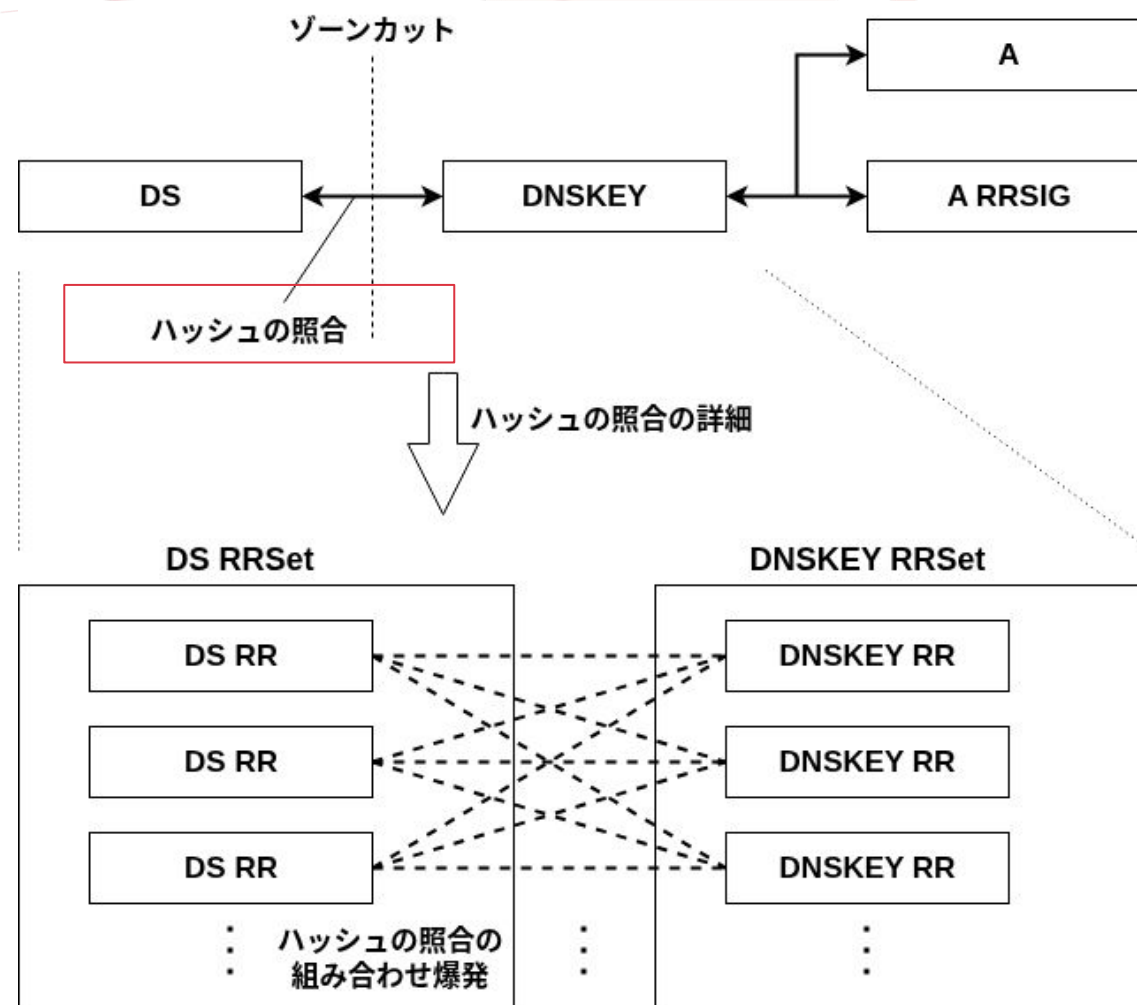 ゾーンカット
A
DS
DNSKEY
A RRSIG
ハッシュの照合
ハッシュの照合の詳細
DS RRSet
DNSKEY RRSet
DS RR
DNSKEY RR
DS RR
DNSKEY RR
DS RR
DNSKEY RR
ハッシュの照合の
組み合わせ爆発